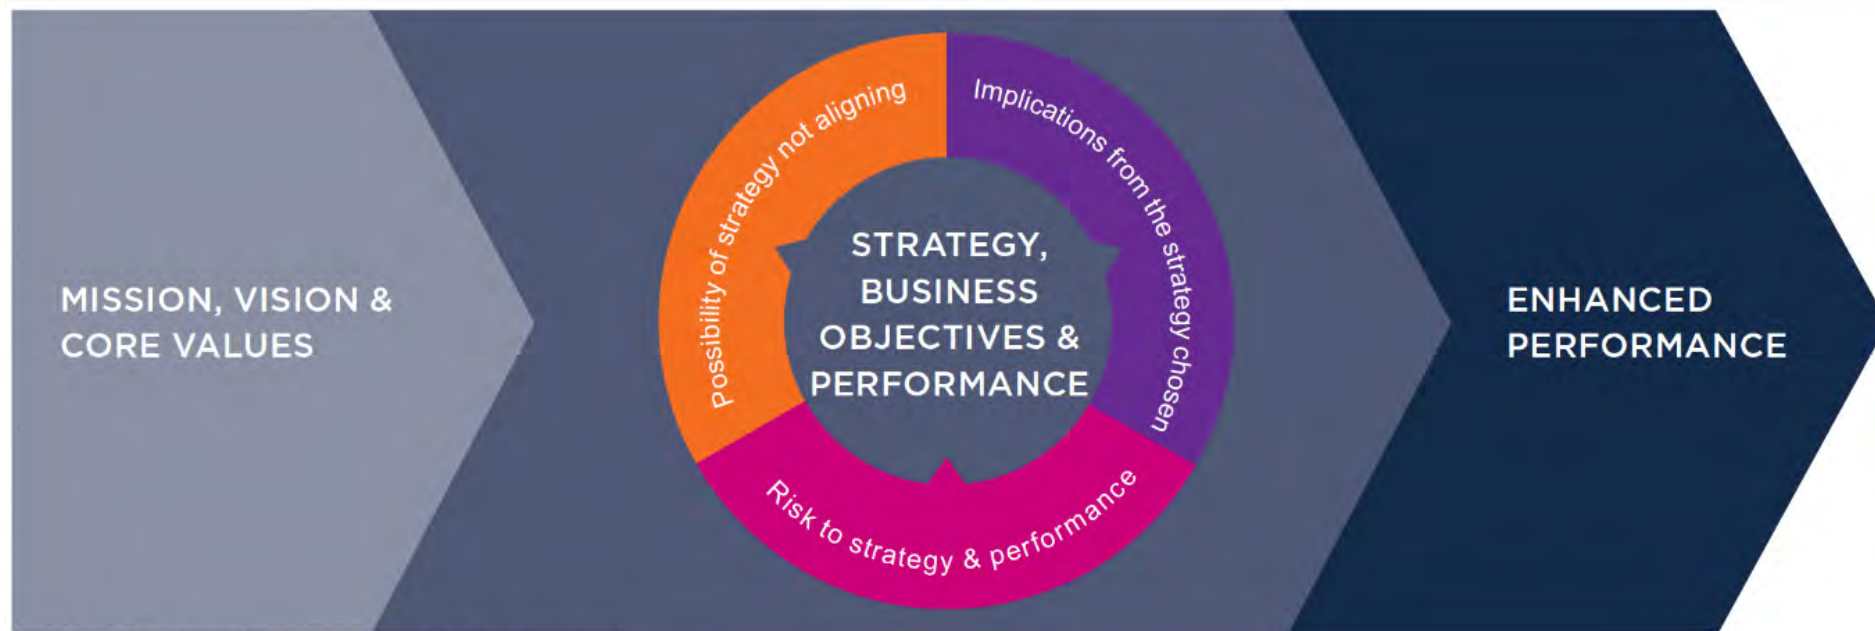 MISSION, VISION &
CORE VALUES
Possibility of strategy not aligning
Implications from the strategy chosen
STRATEGY,
BUSINESS
OBJECTIVES &
PERFORMANCE
Risk to strategy & performance
ENHANCED
PERFORMANCE